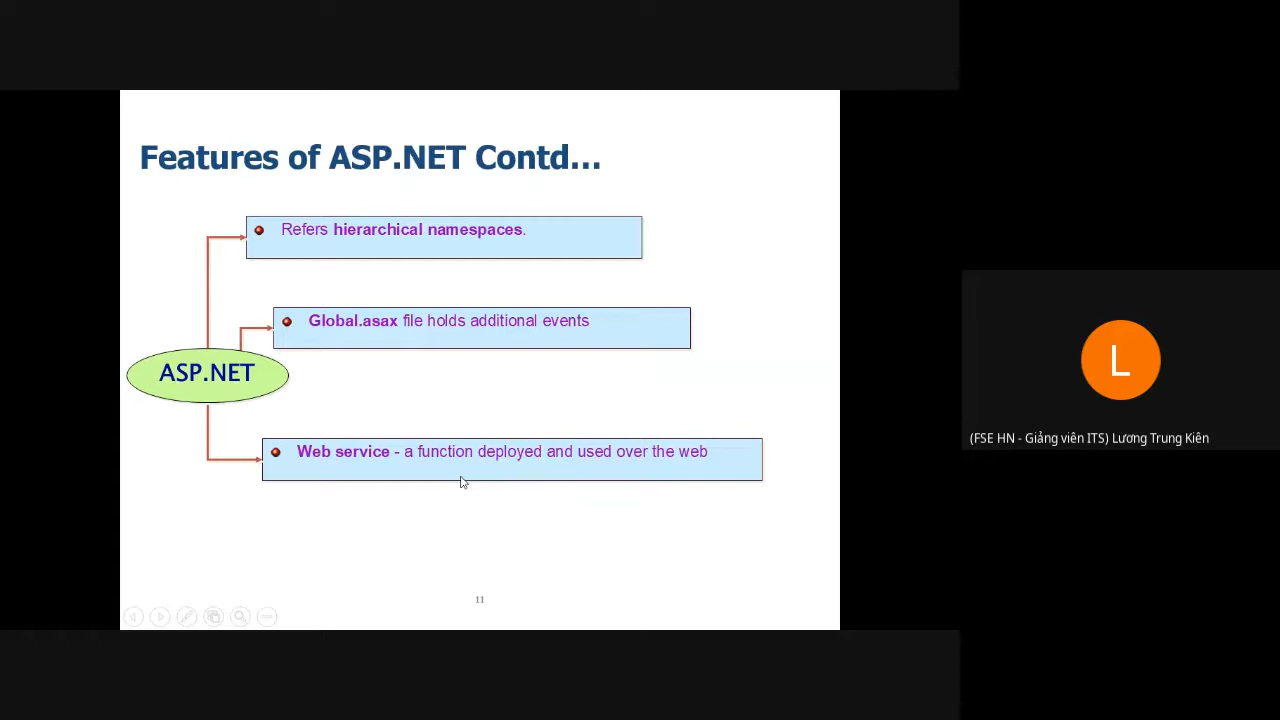 Features of ASP.NET Contd...
Refers hierarchical namespaces.
Global.asax file holds additional events
ASP.NET
Web service - a function deployed and used over the web
11
L
(FSE HN - Giảng viên ITS) Lương Trung Kiên